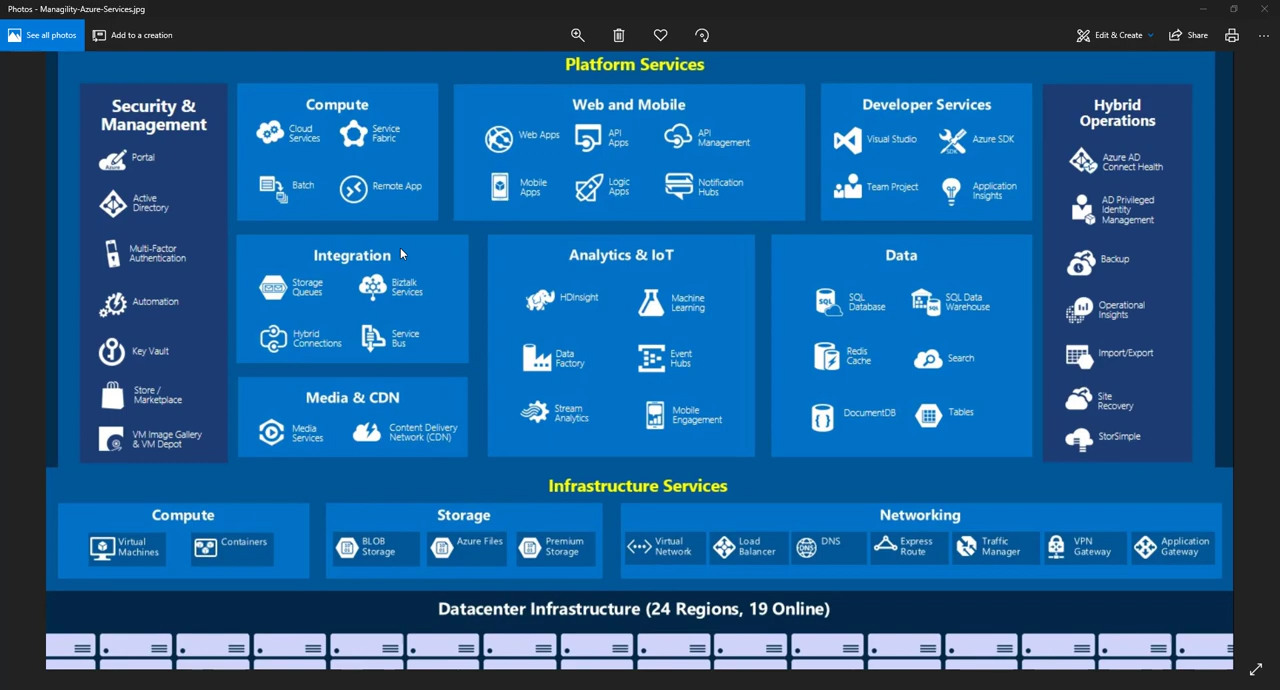 Photos - Managility-Azure-Services.jpg
See all photos
Add to a creation
Edit & Create
Share
Platform Services
Security &
Management
Portal
Active
Directory
Multi-Factor
Authentication
Automation
Key Vault
Store /
Marketplace
VM Image Gallery
& VM Depot
Compute
Cloud
Services
Service
Fabric
Batch
Remote App
Web and Mobile
Web Apps
API
Apps
API
Management
Mobile
Apps
Logic
Apps
Notification
Hubs
Developer Services
Visual Studio
Azure SDK
Team Project
Application
Insights
Hybrid
Operations
Azure AD
Connect Health
AD Privileged
Identity
Management
Backup
Operational
Insights
Import/Export
Site
Recovery
StorSimple
Integration
Storage
Queues
Biztalk
Services
Hybrid
Connections
Service
Bus
Media & CDN
Media
Services
Content Delivery
Network (CDN)
Analytics & IoT
HDInsight
Machine
Learning
Data
Factory
Event
Hubs
Stream
Analytics
Mobile
Engagement
Data
SQL
Database
SQL Data
Warehouse
Redis
Cache
Search
DocumentDB
Tables
Infrastructure Services
Compute
Virtual
Machines
Containers
Storage
BLOB
Storage
Azure Files
Premium
Storage
Networking
Virtual
Network
Load
Balancer
DNS
Express
Route
Traffic
Manager
VPN
Gateway
Application
Gateway
Datacenter Infrastructure (24 Regions, 19 Online)